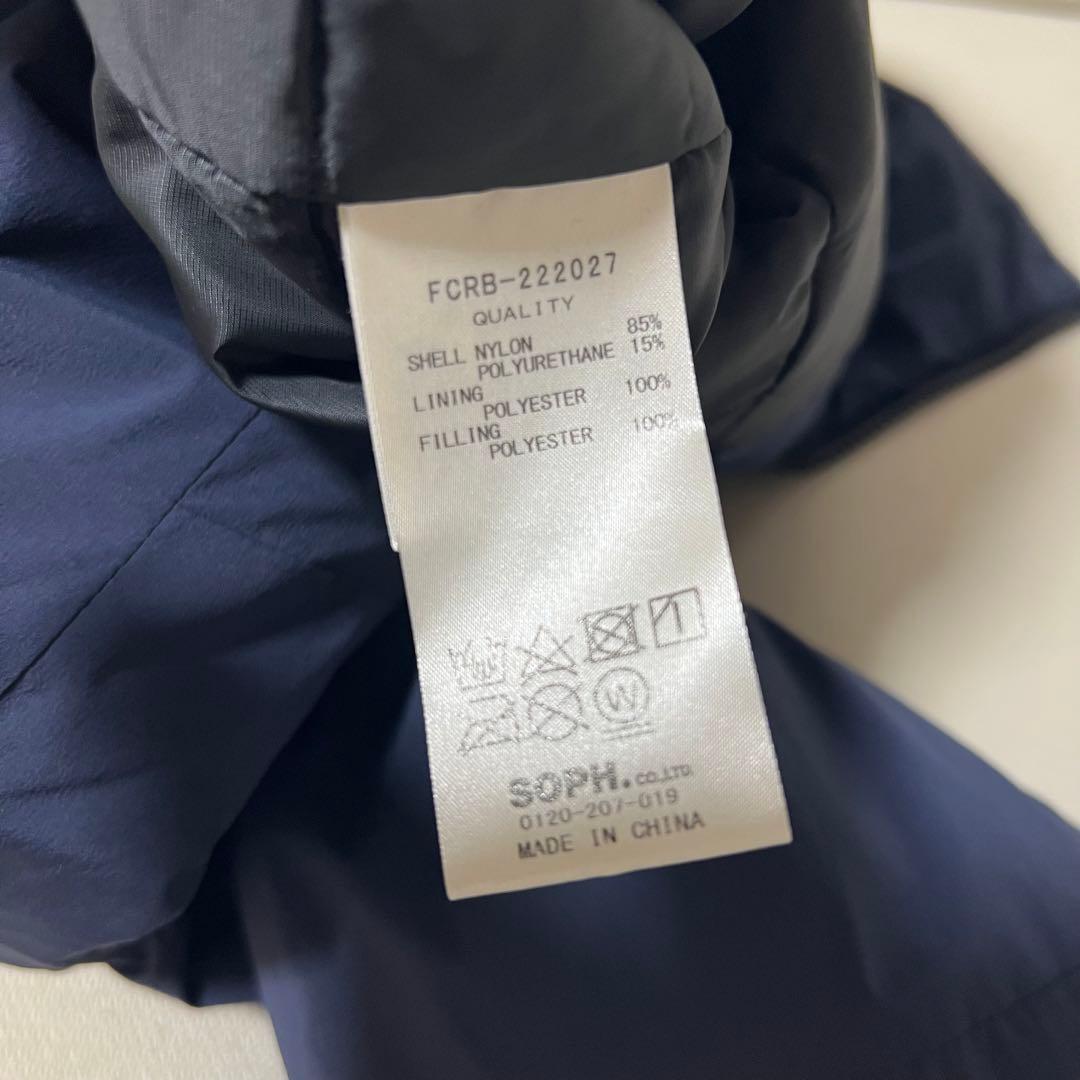 FCRB-222027
QUALITY
SHELL NYLON 85%
POLYURETHANE 15%
LINING
POLYESTER 100%
FILLING
POLYESTER 100%
W
SOPH.CO.,LTD.
0120-207-019
MADE IN CHINA